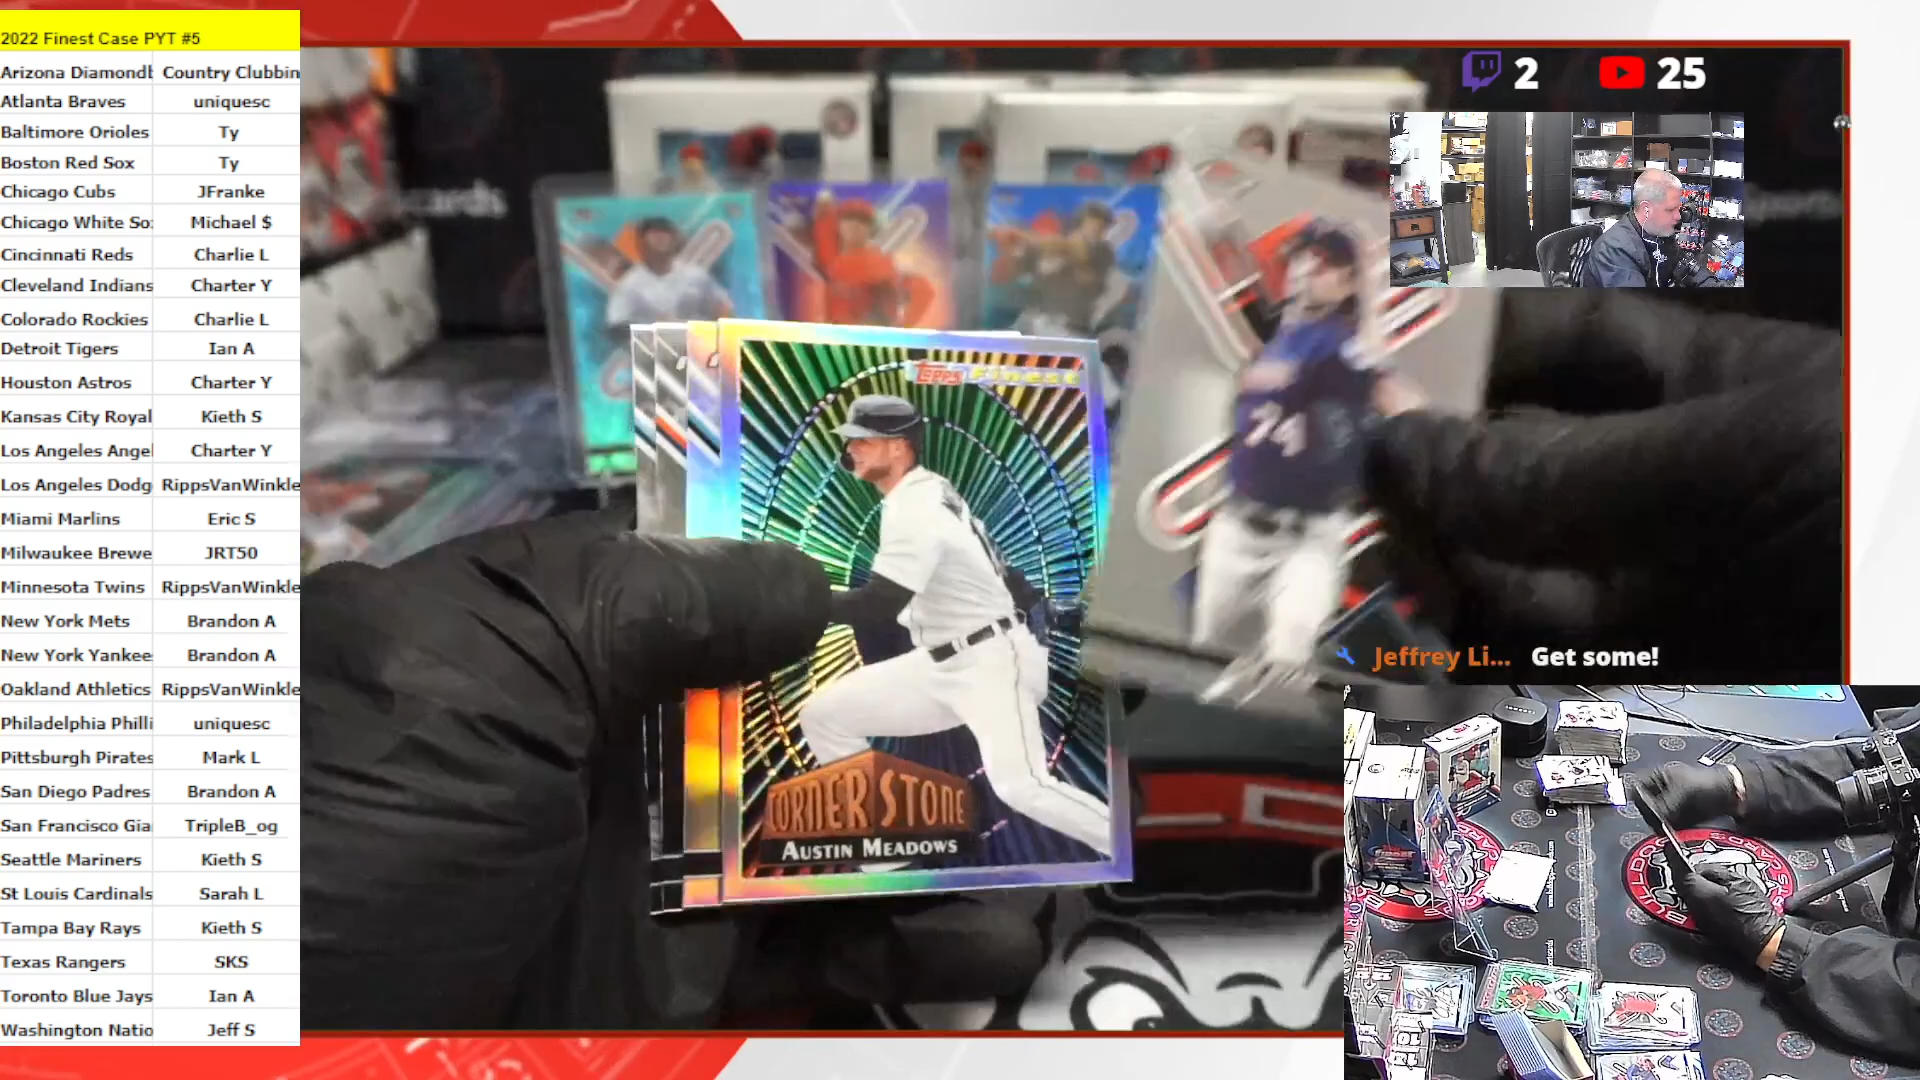 2022 Finest Case PYT #5
Arizona Diamondb Country Clubbin
Atlanta Braves uniquesc
Baltimore Orioles Ty
Boston Red Sox Ty
Chicago Cubs JFranke
Chicago White So Michael $
Cincinnati Reds Charlie L
Cleveland Indians Charter Y
Colorado Rockies Charlie L
Detroit Tigers Ian A
Houston Astros Charter Y
Kansas City Royal Kieth S
Los Angeles Angel Charter Y
Los Angeles Dodg RippsVanWinkle
Miami Marlins Eric S
Milwaukee Brewe JRT50
Minnesota Twins RippsVanWinkle
New York Mets Brandon A
New York Yankee Brandon A
Oakland Athletics RippsVanWinkle
Philadelphia Philli uniquesc
Pittsburgh Pirates Mark L
San Diego Padres Brandon A
San Francisco Gia TripleB_og
Seattle Mariners Kieth S
St Louis Cardinals Sarah L
Tampa Bay Rays Kieth S
Texas Rangers SKS
Toronto Blue Jays Ian A
Washington Natio Jeff S
2 25
cards
Topps Finest
74
CORNER STONE
AUSTIN MEADOWS
Jeffrey Li... Get some!